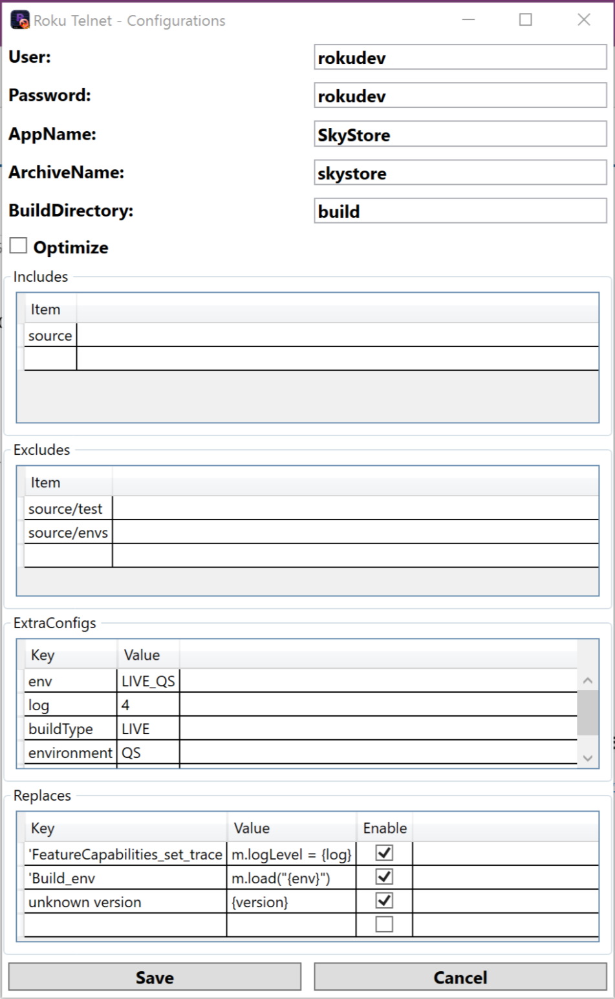 Roku Telnet - Configurations
User: rokudev
Password: rokudev
AppName: SkyStore
ArchiveName: skystore
BuildDirectory: build
Optimize
Includes
Item
source
Excludes
Item
source/test
source/envs
ExtraConfigs
Key Value
env LIVE_QS
log 4
buildType LIVE
environment QS
Replaces
Key Value Enable
'FeatureCapabilities_set_trace m.logLevel = {log}
'Build_env m.load("{env}")
unknown version {version}
Save Cancel